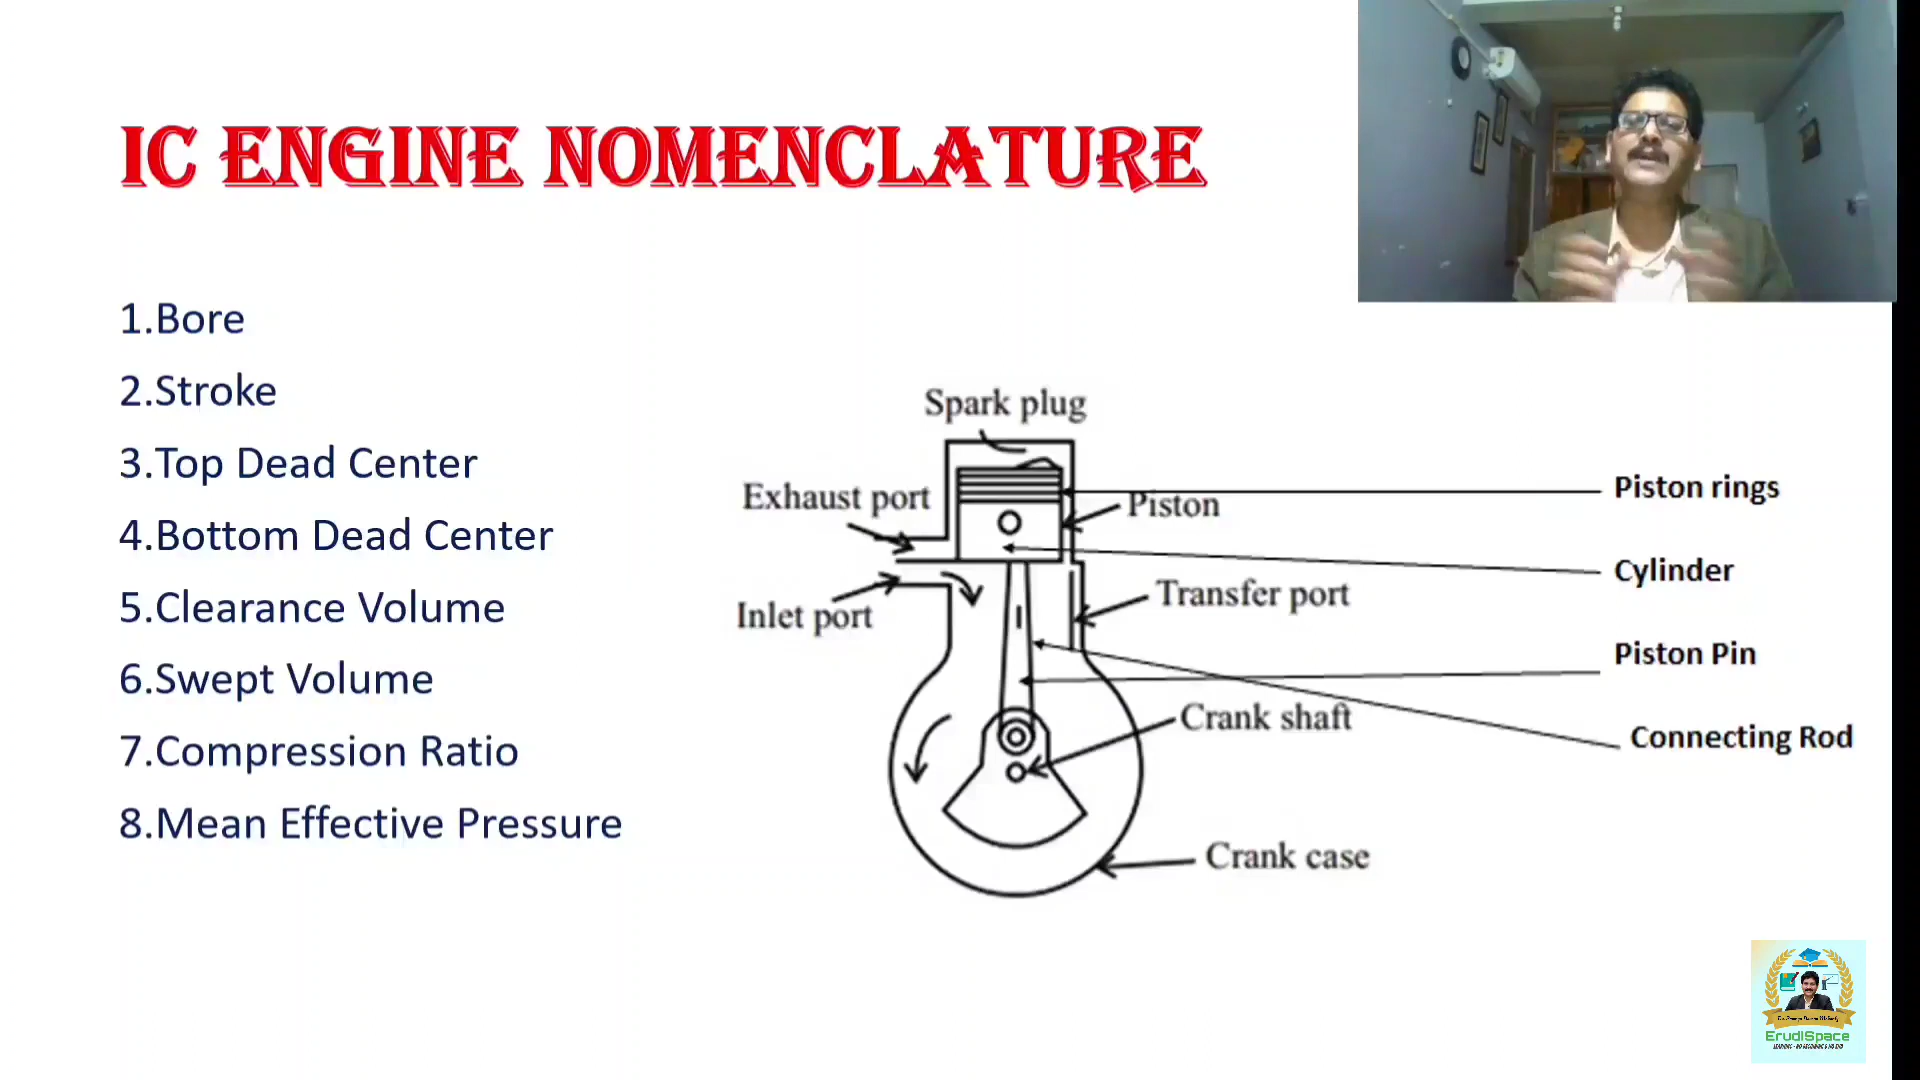 IC ENGINE NOMENCLATURE
1.Bore
2.Stroke
3.Top Dead Center
4.Bottom Dead Center
5.Clearance Volume
6.Swept Volume
7.Compression Ratio
8.Mean Effective Pressure
Spark plug
Exhaust port
Piston
Inlet port
Transfer port
Crank shaft
Crank case
Piston rings
Cylinder
Piston Pin
Connecting Rod
ErudiSpace